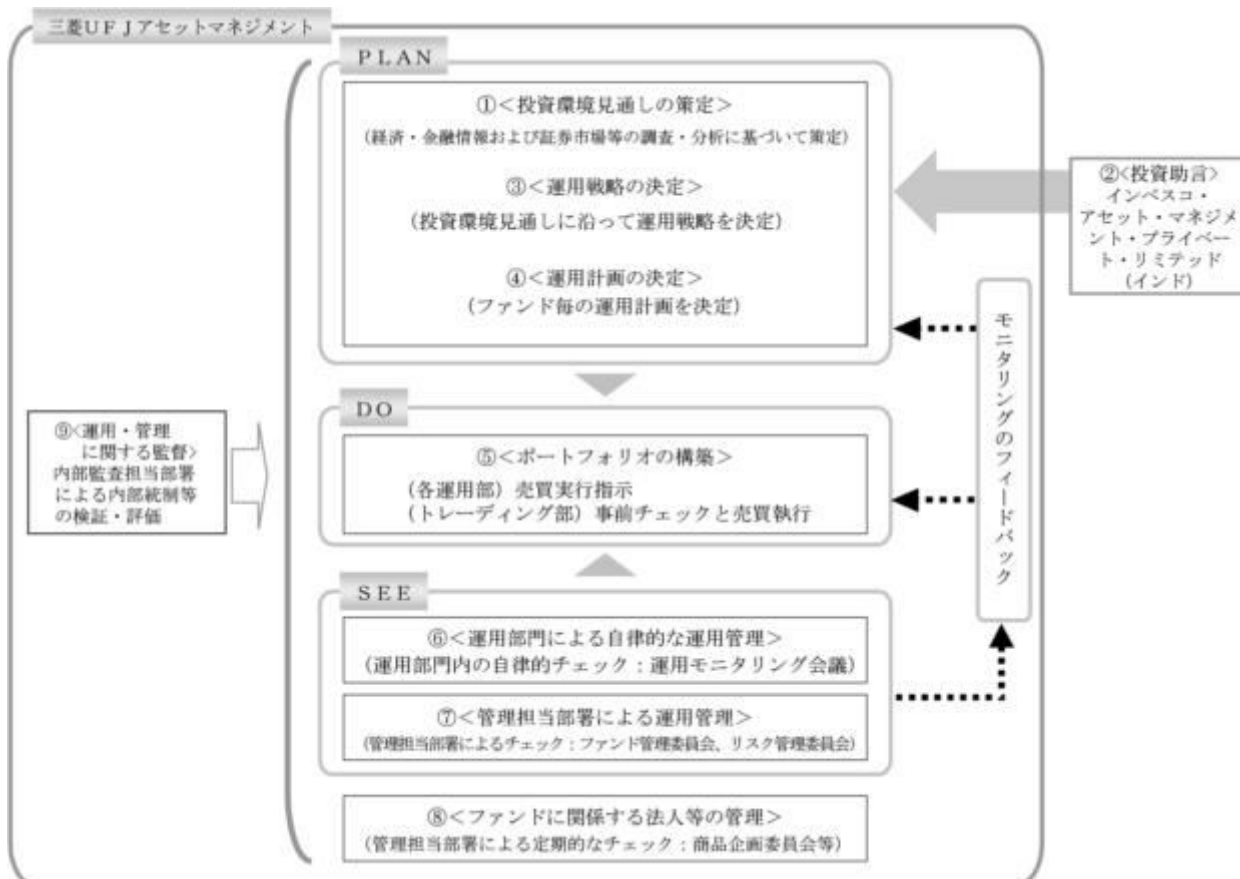 三菱UFJアセットマネジメント
PLAN
①<投資環境見通しの策定>
(経済・金融情報および証券市場等の調査・分析に基づいて策定)
③<運用戦略の決定>
(投資環境見通しに沿って運用戦略を決定)
④<運用計画の決定>
(ファンド毎の運用計画を決定)
②<投資助言>
インベスコ・
アセット・マネジメ
ント・プライベー
ト・リミテッド
(インド)
モニタリングのフィードバック
DO
⑤<ポートフォリオの構築>
(各運用部)売買実行指示
(トレーディング部)事前チェックと売買執行
⑨<運用・管理
に関する監督>
内部監査担当部署
による内部統制等
の検証・評価
SEE
⑥<運用部門による自律的な運用管理>
(運用部門内の自律的チェック:運用モニタリング会議)
⑦<管理担当部署による運用管理>
(管理担当部署によるチェック:ファンド管理委員会、リスク管理委員会)
⑧<ファンドに関係する法人等の管理>
(管理担当部署による定期的なチェック:商品企画委員会等)